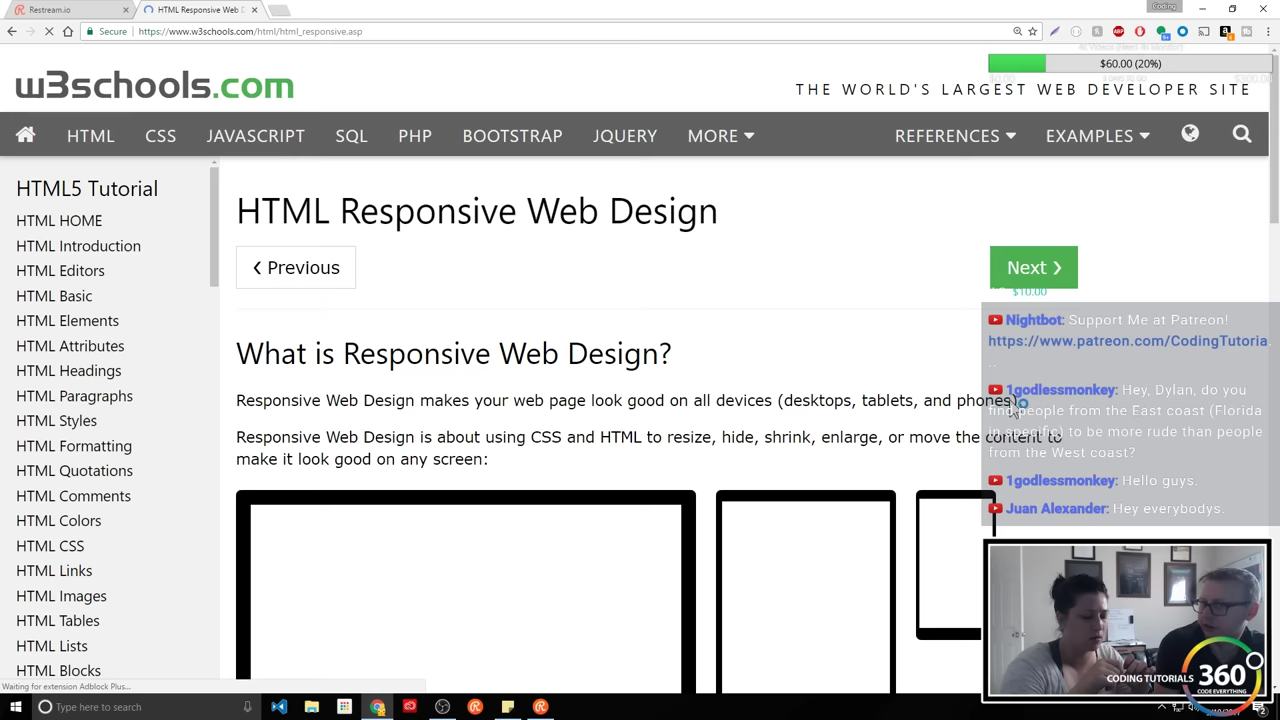 Restream.io
HTML Responsive Web D
Coding
Secure
https://www.w3schools.com/html/html_responsive.asp
w3schools.com
$60.00 (20%)
THE WORLD'S LARGEST WEB DEVELOPER SITE
HTML
CSS
JAVASCRIPT
SQL
PHP
BOOTSTRAP
JQUERY
MORE
REFERENCES
EXAMPLES
HTML5 Tutorial
HTML HOME
HTML Introduction
HTML Editors
HTML Basic
HTML Elements
HTML Attributes
HTML Headings
HTML Paragraphs
HTML Styles
HTML Formatting
HTML Quotations
HTML Comments
HTML Colors
HTML CSS
HTML Links
HTML Images
HTML Tables
HTML Lists
HTML Blocks
HTML Responsive Web Design
❮ Previous
Next ❯
$10.00
What is Responsive Web Design?
Responsive Web Design makes your web page look good on all devices (desktops, tablets, and phones).
Responsive Web Design is about using CSS and HTML to resize, hide, shrink, enlarge, or move the content to
make it look good on any screen:
Nightbot: Support Me at Patreon!
https://www.patreon.com/CodingTutoria
..
1godlessmonkey: Hey, Dylan, do you
find people from the East coast (Florida
in specific) to be more rude than people
from the West coast?
1godlessmonkey: Hello guys.
Juan Alexander: Hey everybodys.
CODING TUTORIALS
360
CODE EVERYTHING
Waiting for extension Adblock Plus...
Type here to search